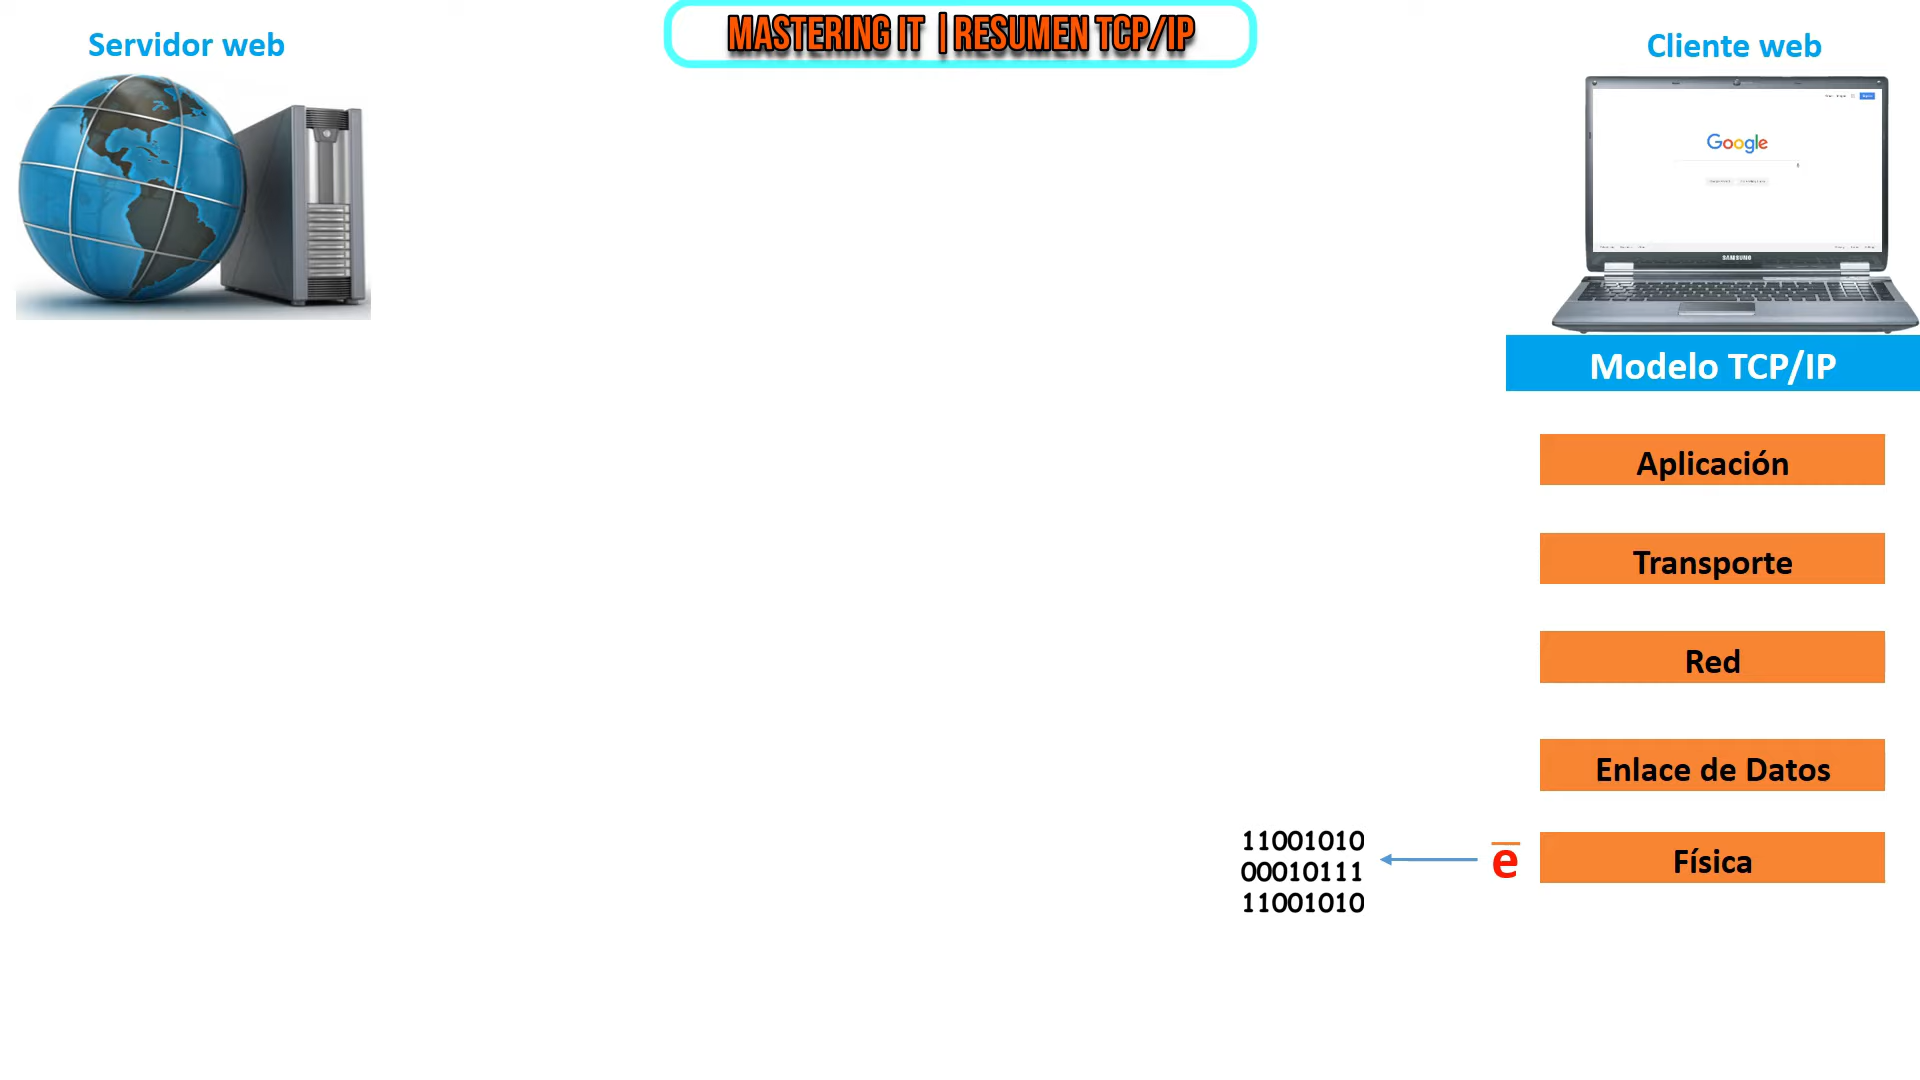 Servidor web
MASTERING IT | RESUMEN TCP/IP
Cliente web
Google
SAMSUNG
Modelo TCP/IP
Aplicación
Transporte
Red
Enlace de Datos
Física
e
11001010
00010111
11001010